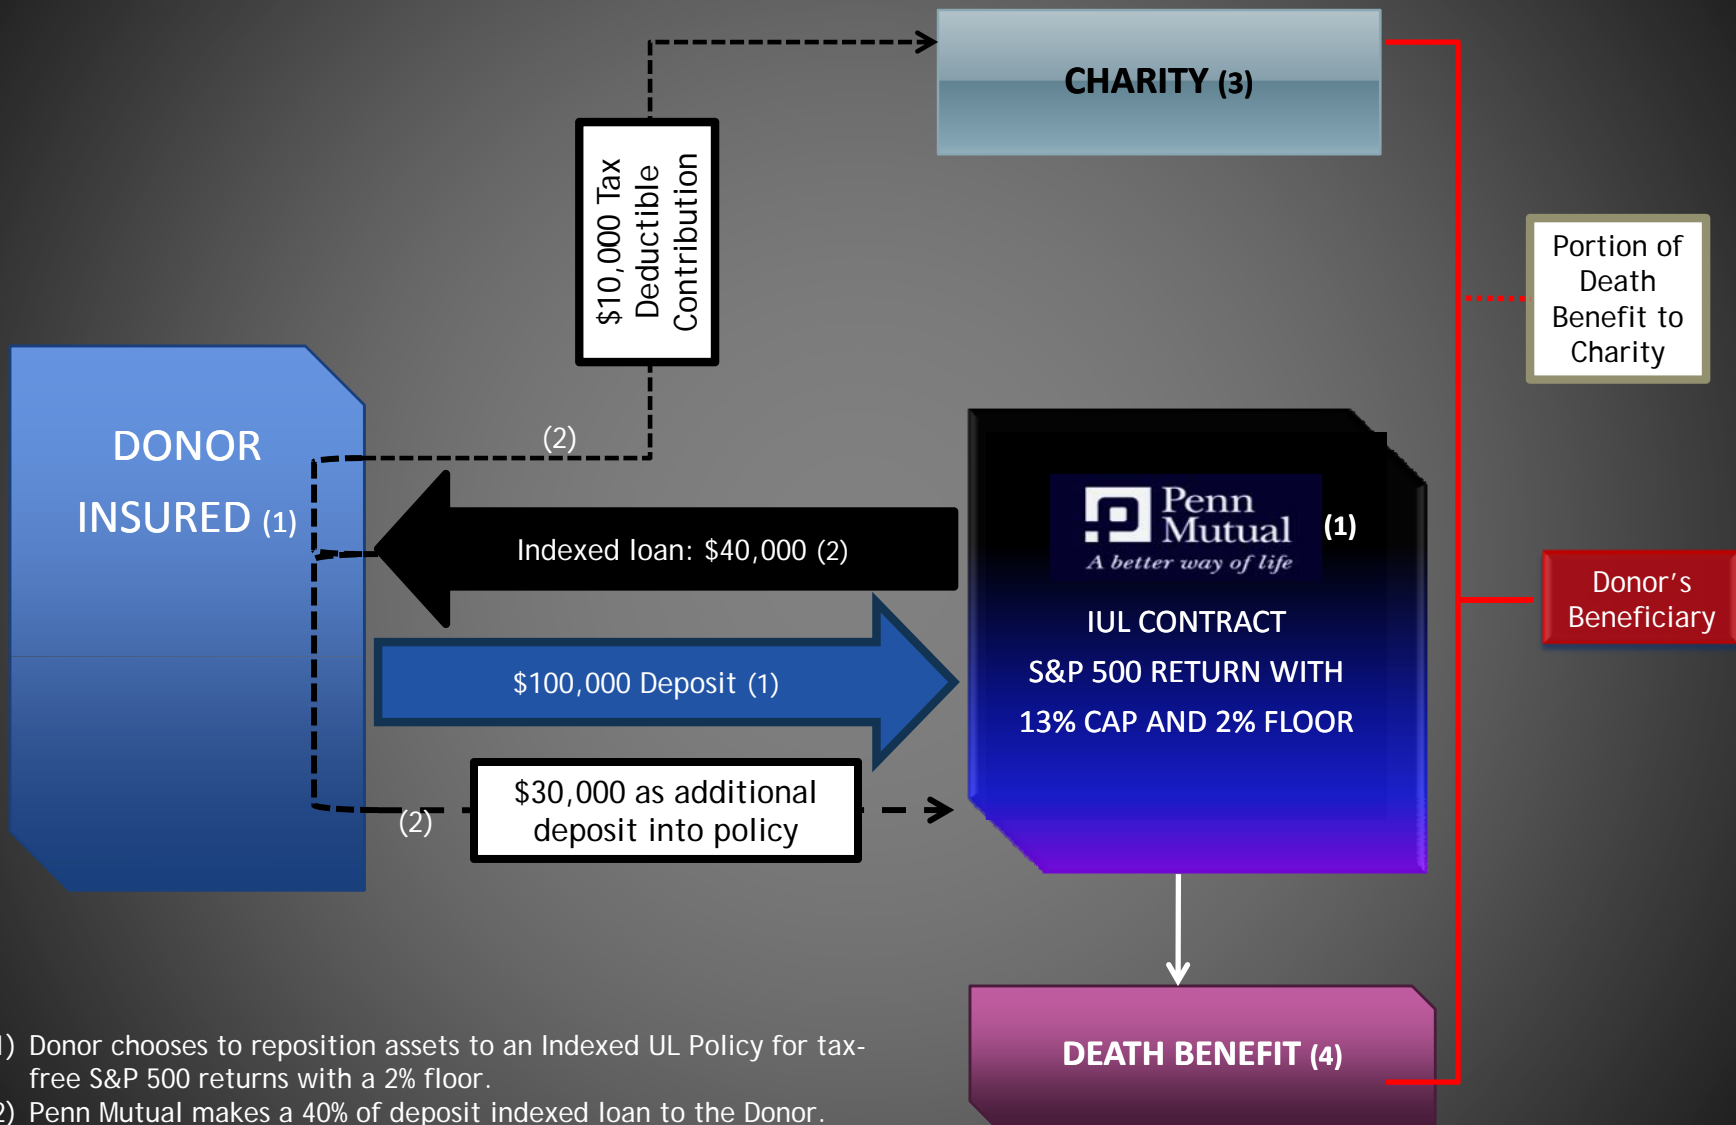 CHARITY (3)
$10,000 Tax
Deductible
Contribution
Portion of
Death
Benefit to
Charity
DONOR
INSURED (1)
(2)
Indexed loan: $40,000 (2)
Penn
Mutual
A better way of life
(1)
IUL CONTRACT
S&P 500 RETURN WITH
13% CAP AND 2% FLOOR
Donor's
Beneficiary
$100,000 Deposit (1)
$30,000 as additional
deposit into policy
(2)
DEATH BENEFIT (4)
1) Donor chooses to reposition assets to an Indexed UL Policy for tax-
free S&P 500 returns with a 2% floor.
2) Penn Mutual makes a 40% of deposit indexed loan to the Donor.